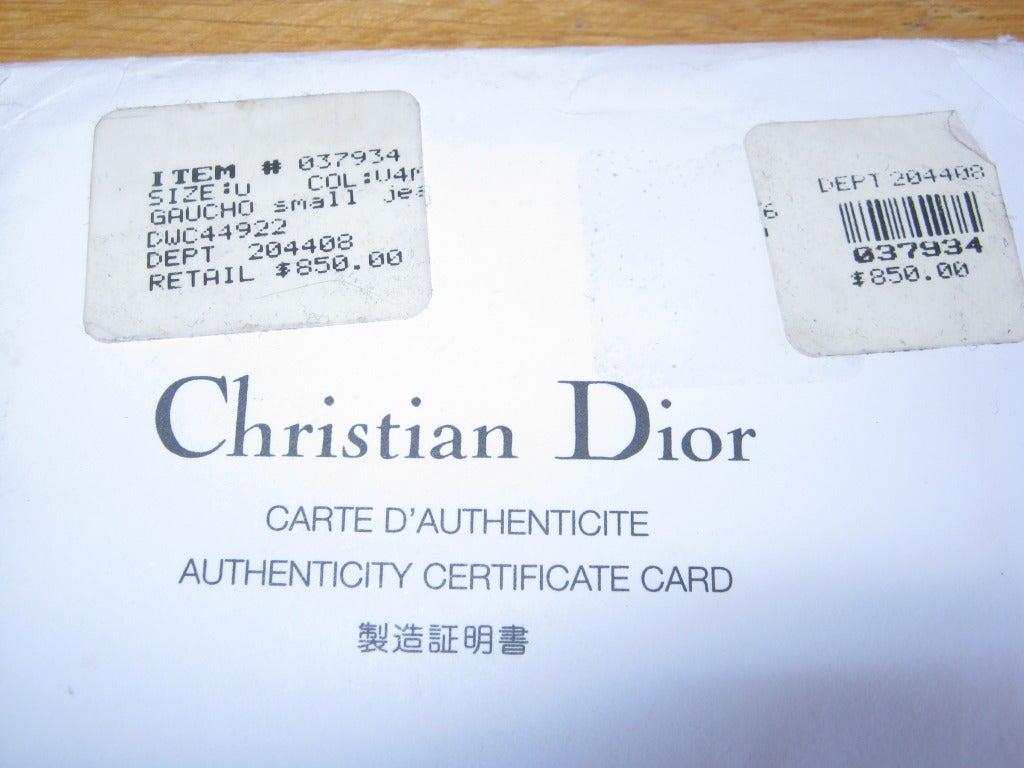 ITEM # 037934
SIZE:U COL:
GAUCHO small
DWC44922
DEPT 204408
RETAIL $850.00
DEPT 204408
037934
$850.00
Christian Dior
CARTE D'AUTHENTICITE
AUTHENTICITY CERTIFICATE CARD
製造証明書